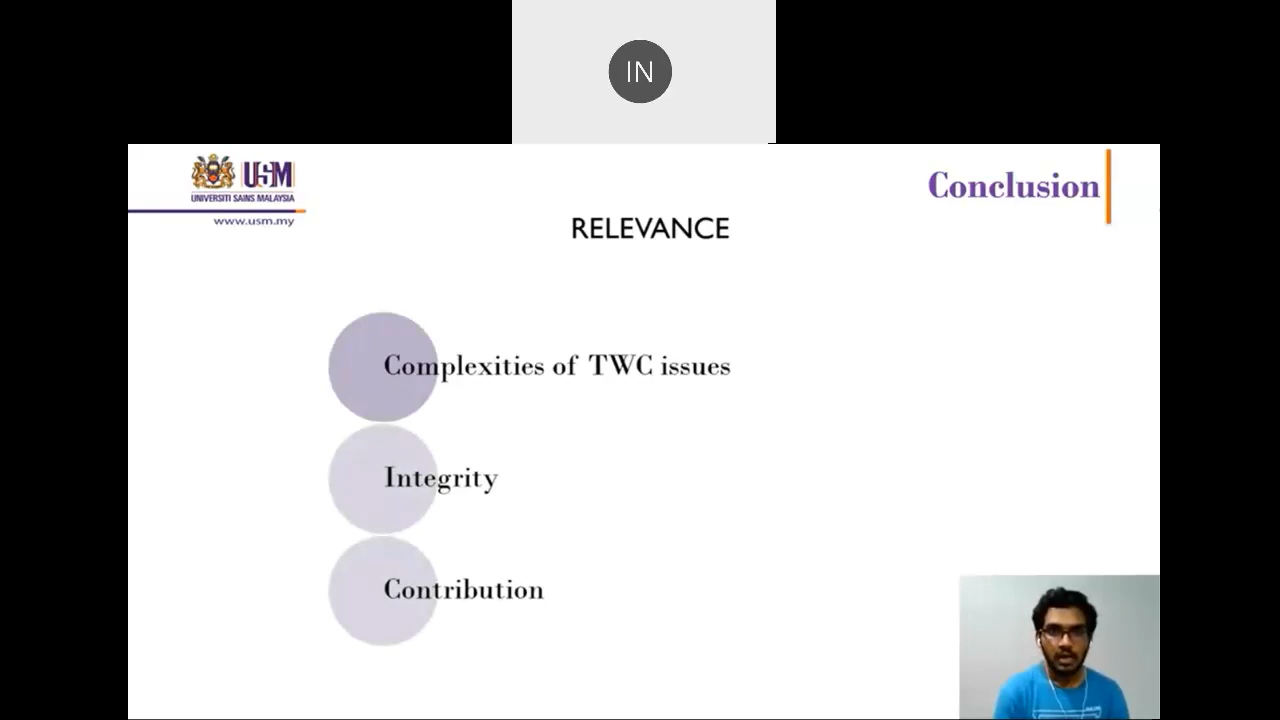 IN
USM
UNIVERSITI SAINS MALAYSIA
www.usm.my
Conclusion
RELEVANCE
Complexities of TWC issues
Integrity
Contribution